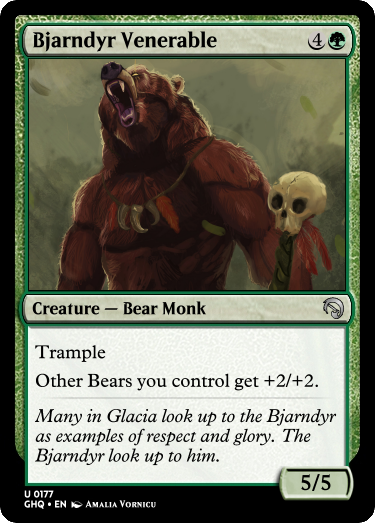 Bjarndyr Venerable 4
Creature — Bear Monk
Trample
Other Bears you control get +2/+2.
Many in Glacia look up to the Bjarndyr
as examples of respect and glory. The
Bjarndyr look up to him.
5/5
U 0177
GHQ • EN Amalia Vornicu